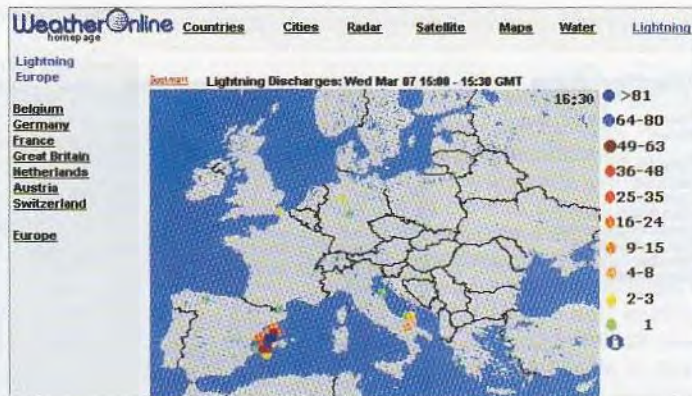 WeatherOnline
homepage
Countries Cities Radar Satellite Maps Water Lightning
Lightning
Europe
Lightning Discharges: Wed Mar 07 15:00 - 15:30 GMT
16:30
Belgium
Germany
France
Great Britain
Netherlands
Austria
Switzerland
Europe
>81
64-80
49-63
36-48
25-35
16-24
9-15
4-8
2-3
1